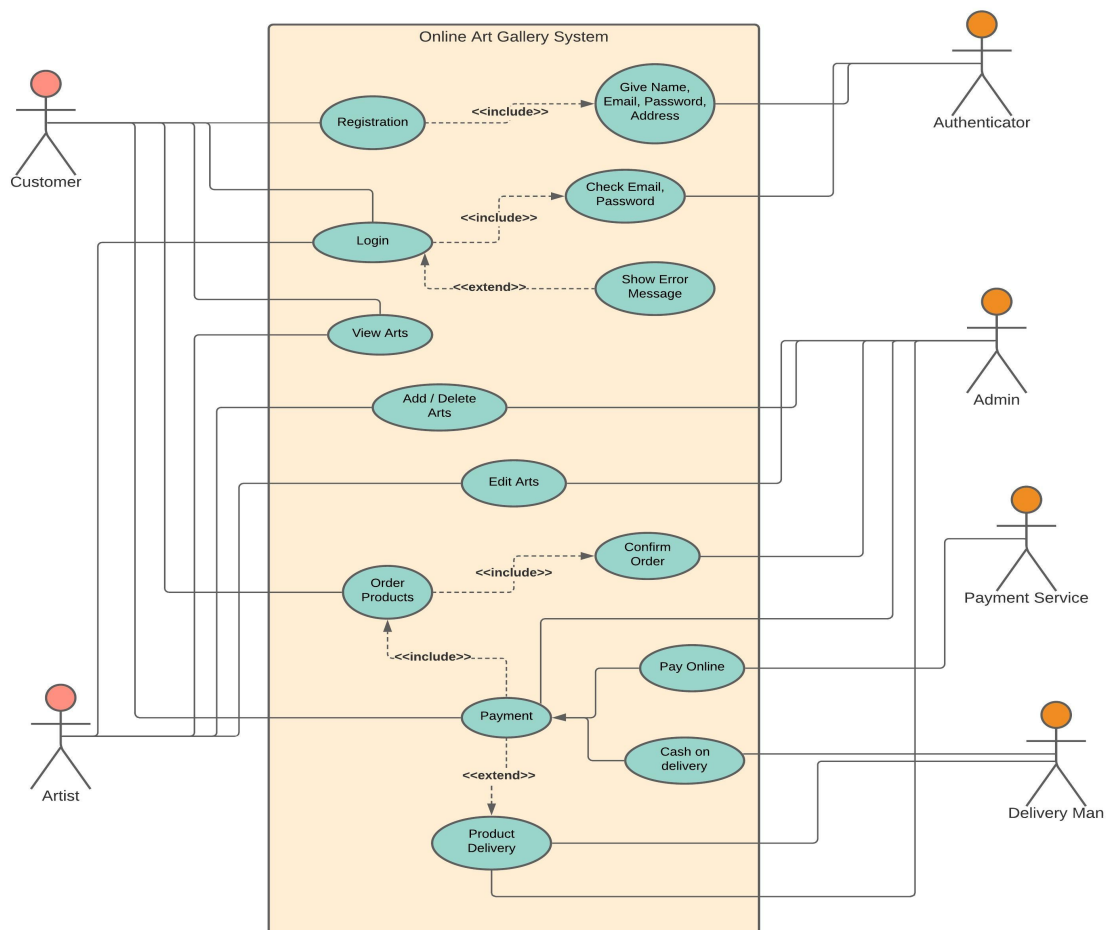 Online Art Gallery System
Customer
Registration
<<include>>
Give Name,
Email, Password,
Address
Authenticator
Login
<<include>>
Check Email,
Password
<<extend>>
Show Error
Message
View Arts
Add / Delete
Arts
Admin
Edit Arts
Order
Products
<<include>>
Confirm
Order
Payment Service
<<include>>
Pay Online
Payment
Cash on
delivery
Artist
<<extend>>
Delivery Man
Product
Delivery